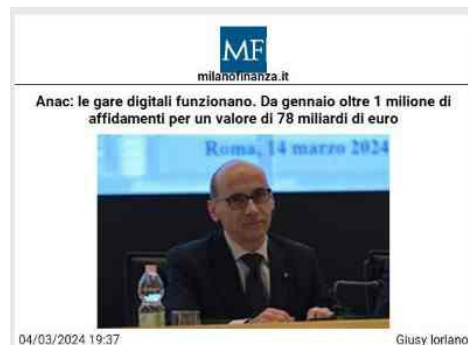 MF
milanofinanza.it
Anac: le gare digitali funzionano. Da gennaio oltre 1 milione di
affidamenti per un valore di 78 miliardi di euro
Roma, 14 marzo 2024
04/03/2024 19:37
Giusy Iorlano